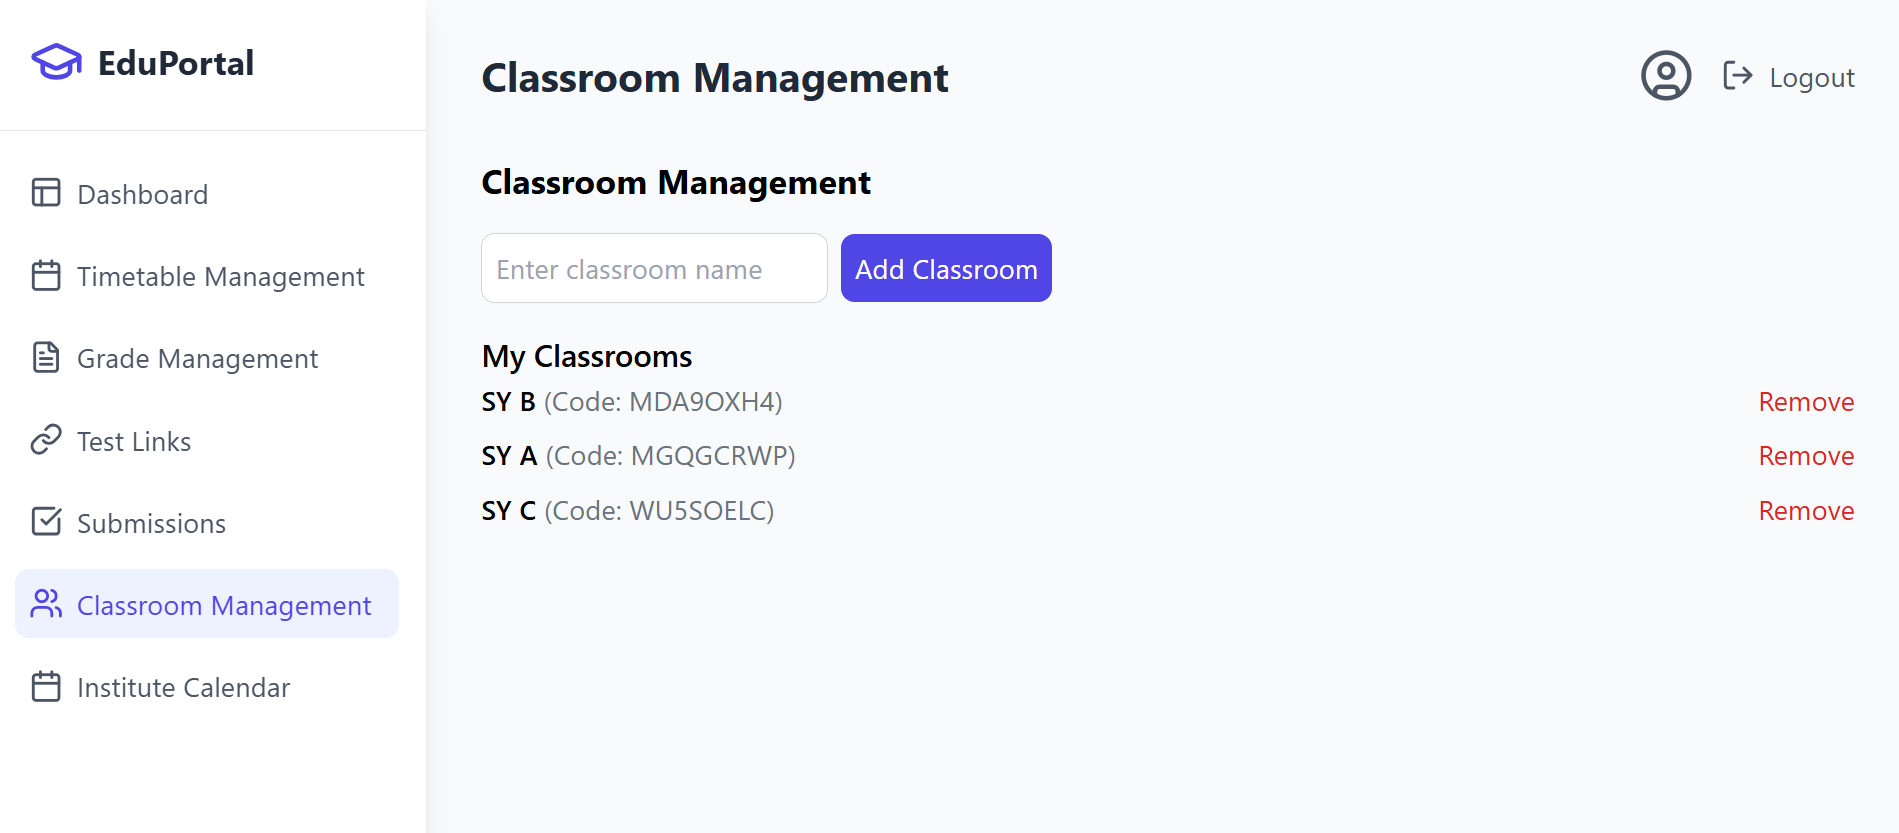 EduPortal
Dashboard
Timetable Management
Grade Management
Test Links
Submissions
Classroom Management
Institute Calendar
Classroom Management
Logout
Classroom Management
Enter classroom name
Add Classroom
My Classrooms
SY B (Code: MDA9OXH4) Remove
SY A (Code: MGQGCRWP) Remove
SY C (Code: WU5SOELC) Remove